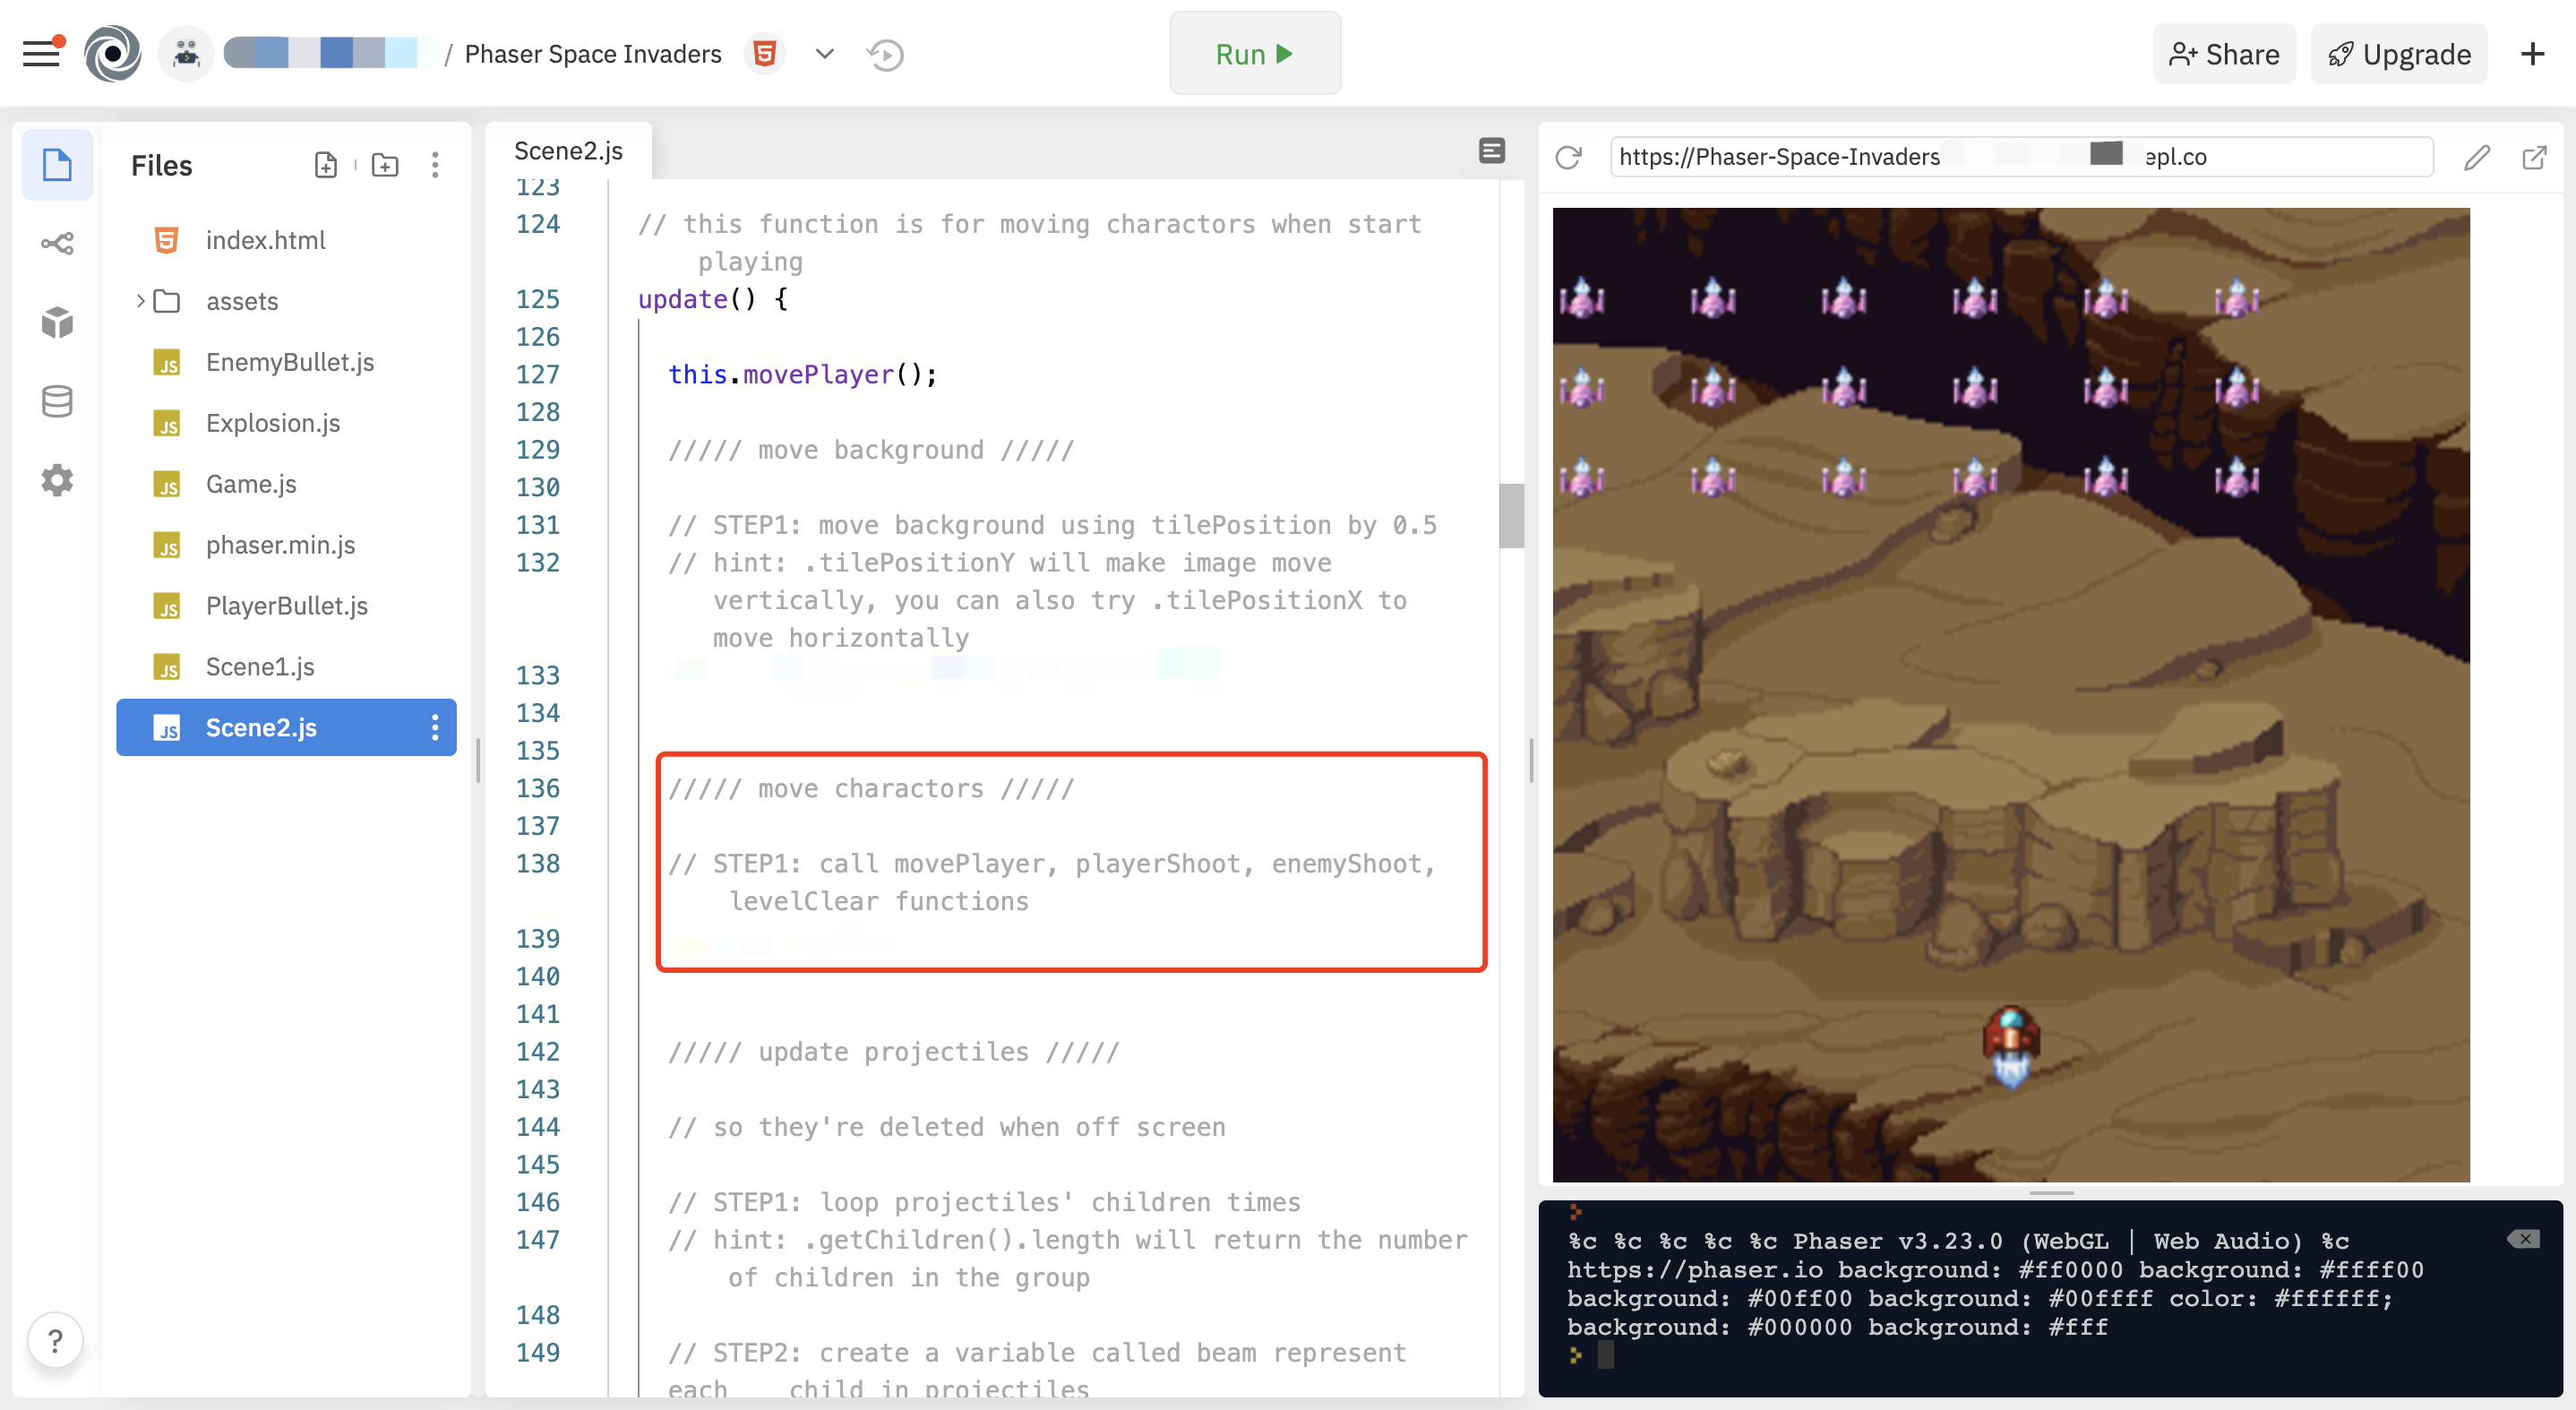 / Phaser Space Invaders
Run
Share
Upgrade
Files
index.html
assets
EnemyBullet.js
Explosion.js
Game.js
phaser.min.js
PlayerBullet.js
Scene1.js
Scene2.js
?
Scene2.js
123
124 // this function is for moving charactors when start
playing
125 update() {
126
127 this.movePlayer();
128
129 ///// move background /////
130
131 // STEP1: move background using tilePosition by 0.5
132 // hint: .tilePositionY will make image move
vertically, you can also try .tilePositionX to
move horizontally
133
134
135
136 ///// move charactors /////
137
138 // STEP1: call movePlayer, playerShoot, enemyShoot,
levelClear functions
139
140
141
142 ///// update projectiles /////
143
144 // so they're deleted when off screen
145
146 // STEP1: loop projectiles' children times
147 // hint: .getChildren().length will return the number
of children in the group
148
149 // STEP2: create a variable called beam represent
each child in projectiles
https://Phaser-Space-Invaders epl.co
%c %c %c %c %c Phaser v3.23.0 (WebGL | Web Audio) %c
https://phaser.io background: #ff0000 background: #ffff00
background: #00ff00 background: #00ffff color: #ffffff;
background: #000000 background: #fff